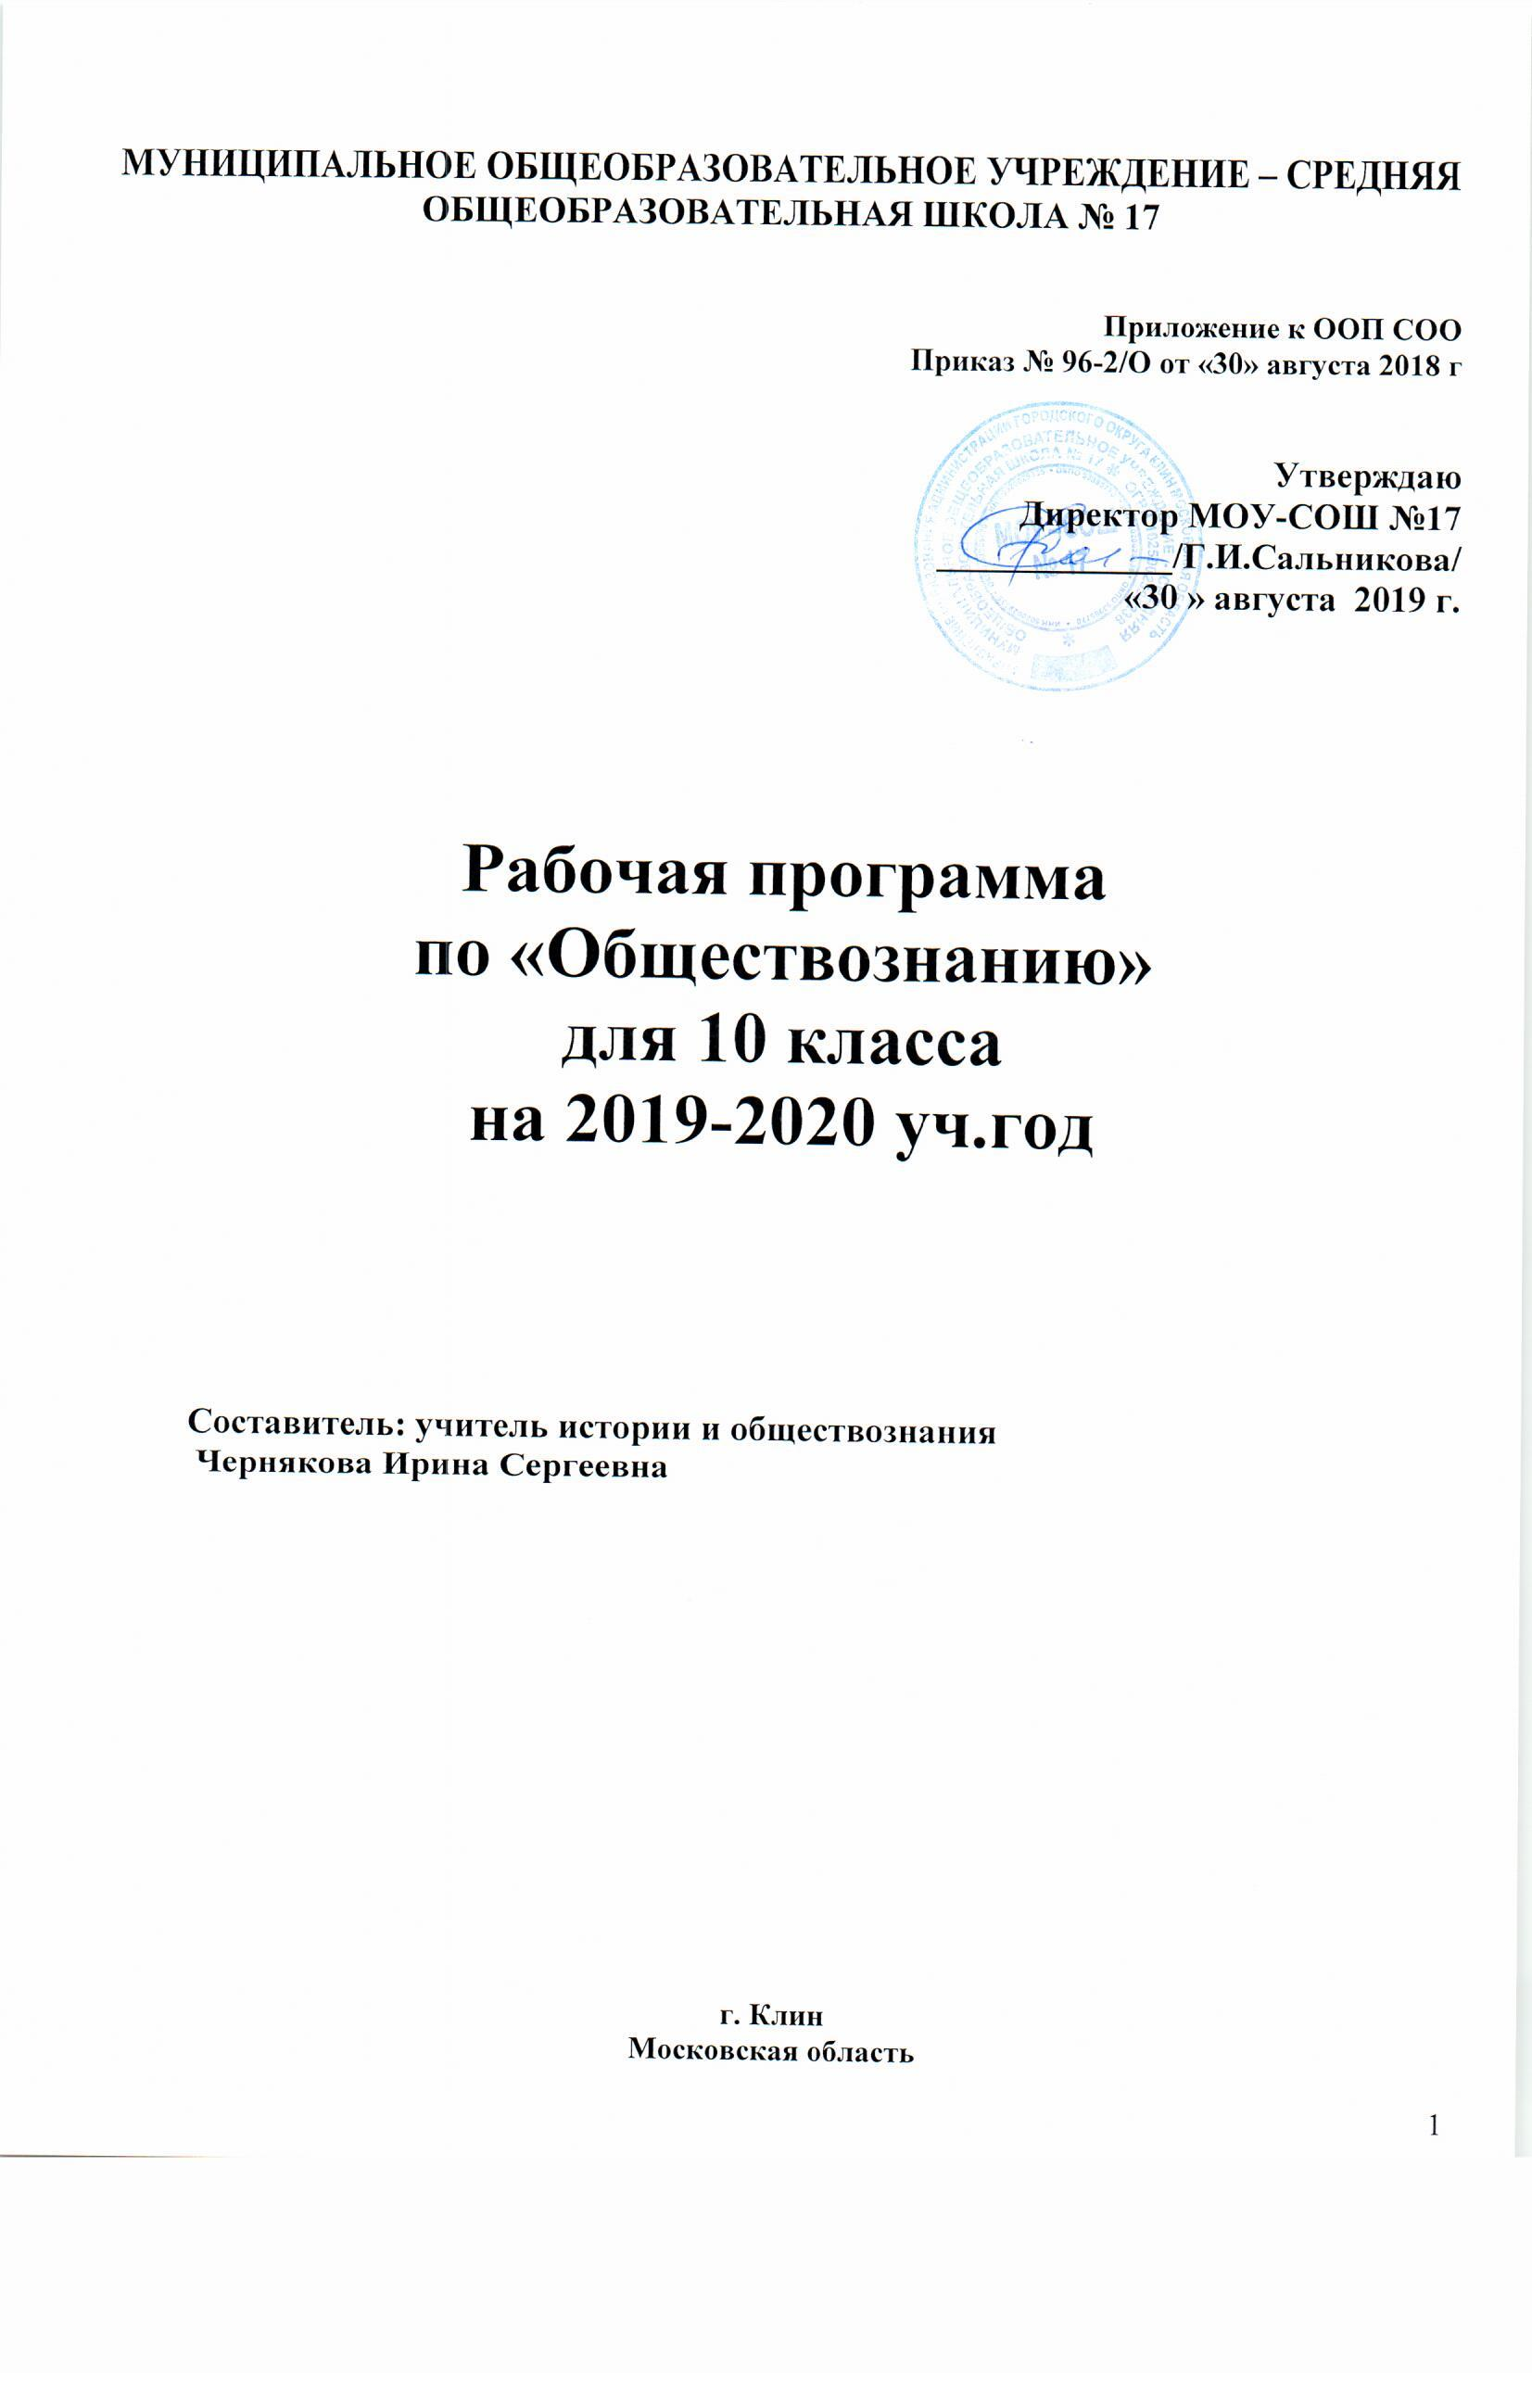 МУНИЦИПАЛЬНОЕ ОБЩЕОБРАЗОВАТЕЛЬНОЕ УЧРЕЖДЕНИЕ – СРЕДНЯЯ
ОБЩЕОБРАЗОВАТЕЛЬНАЯ ШКОЛА № 17
Приложение к ООП СОО
Приказ № 96-2/О от «30» августа 2018 г
Утверждаю
Директор МОУ-СОШ №17
/Г.И.Сальникова/
«30 » августа 2019 г.
Рабочая программа
по «Обществознанию»
для 10 класса
на 2019-2020 уч.год
Составитель: учитель истории и обществознания
Чернякова Ирина Сергеевна
г. Клин
Московская область
1